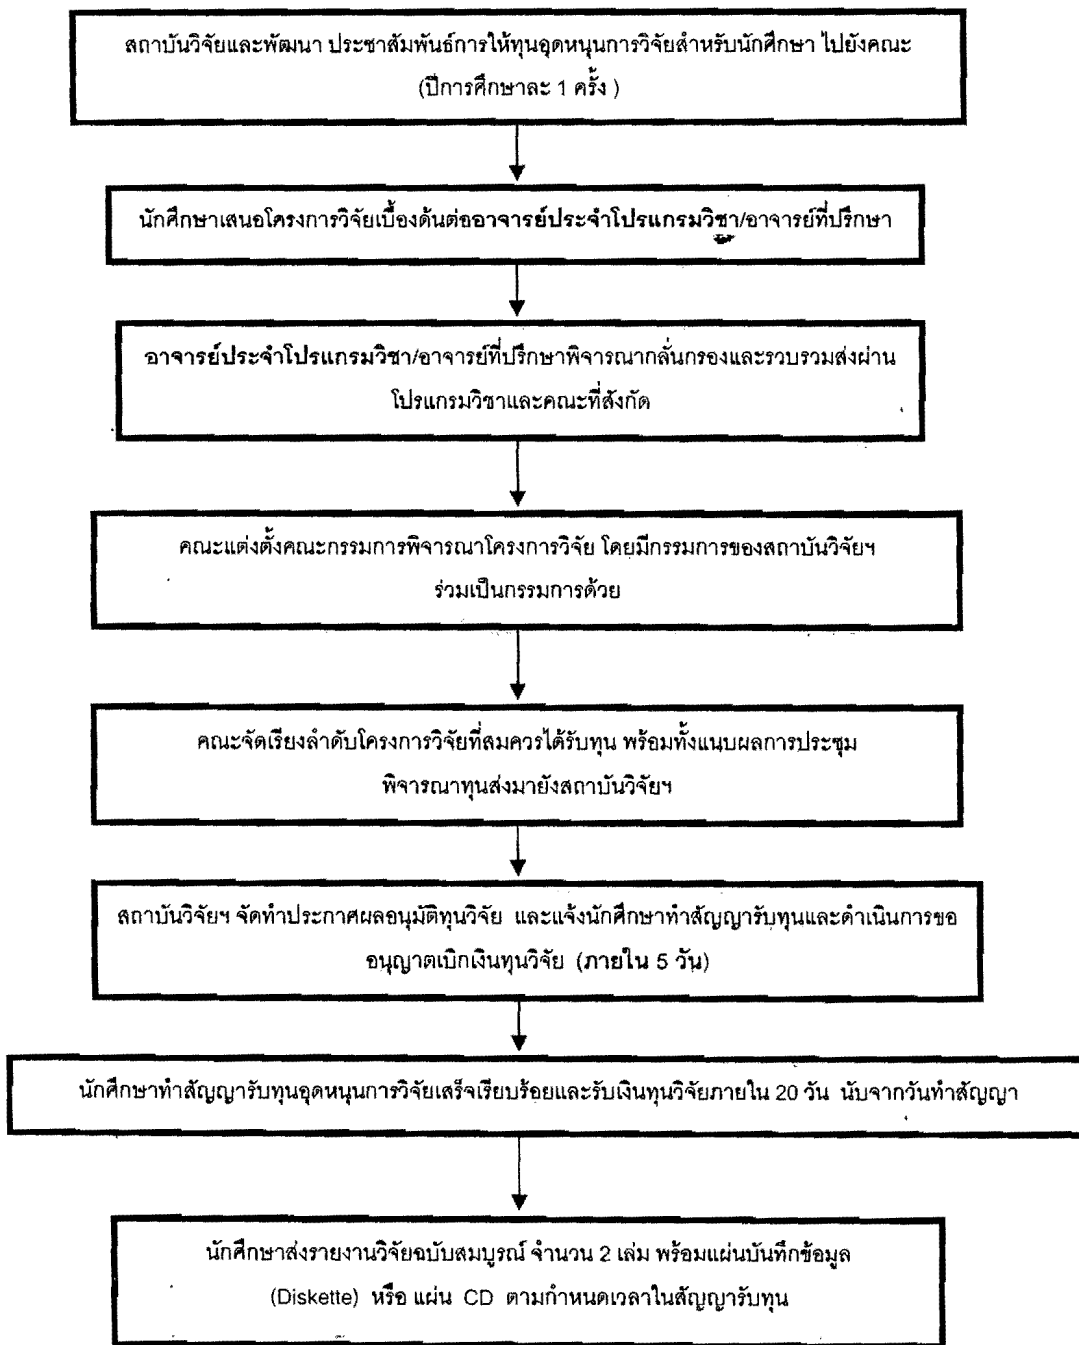 สถาบันวิจัยและพัฒนา ประชาสัมพันธ์การให้ทุนอุดหนุนการวิจัยสำหรับนักศึกษา ไปยังคณะ
(ปีการศึกษาละ 1 ครั้ง )
นักศึกษาเสนอโครงการวิจัยเบื้องต้นต่ออาจารย์ประจำโปรแกรมวิชา/อาจารย์ที่ปรึกษา
อาจารย์ประจำโปรแกรมวิชา/อาจารย์ที่ปรึกษาพิจารณากลั่นกรองและรวบรวมส่งผ่าน
โปรแกรมวิชาและคณะที่สังกัด
คณะแต่งตั้งคณะกรรมการพิจารณาโครงการวิจัย โดยมีกรรมการของสถาบันวิจัยฯ
ร่วมเป็นกรรมการด้วย
คณะจัดเรียงลำดับโครงการวิจัยที่สมควรได้รับทุน พร้อมทั้งแนบผลการประชุม
พิจารณาทุนส่งมายังสถาบันวิจัยฯ
สถาบันวิจัยฯ จัดทำประกาศผลอนุมัติทุนวิจัย และแจ้งนักศึกษาทำสัญญารับทุนและดำเนินการขอ
อนุญาตเบิกเงินทุนวิจัย (ภายใน 5 วัน)
นักศึกษาทำสัญญารับทุนอุดหนุนการวิจัยเสร็จเรียบร้อยและรับเงินทุนวิจัยภายใน 20 วัน นับจากวันทำสัญญา
นักศึกษาส่งรายงานวิจัยฉบับสมบูรณ์ จำนวน 2 เล่ม พร้อมแผ่นบันทึกข้อมูล
(Diskette) หรือ แผ่น CD ตามกำหนดเวลาในสัญญารับทุน